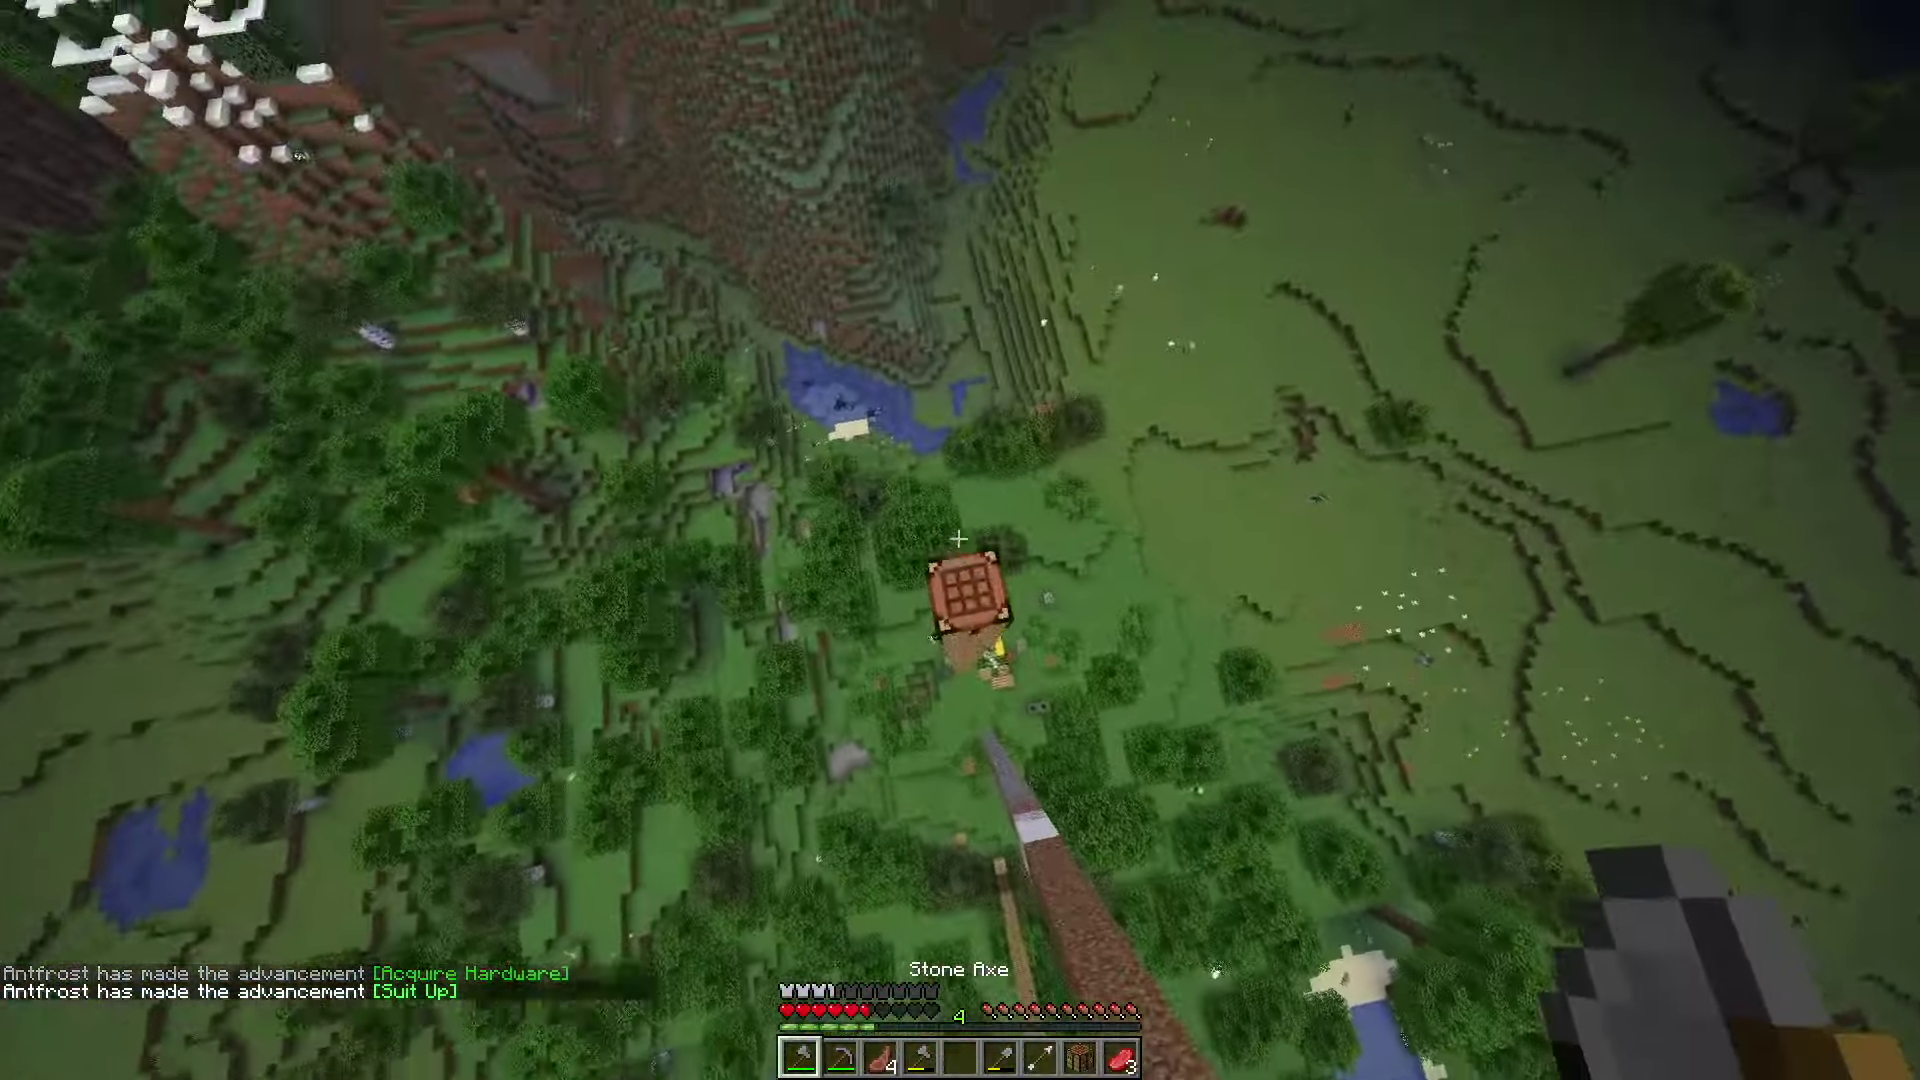 Antfrost has made the advancement [Acquire Hardware]
Antfrost has made the advancement [Suit Up]
Stone Axe
4
4
3